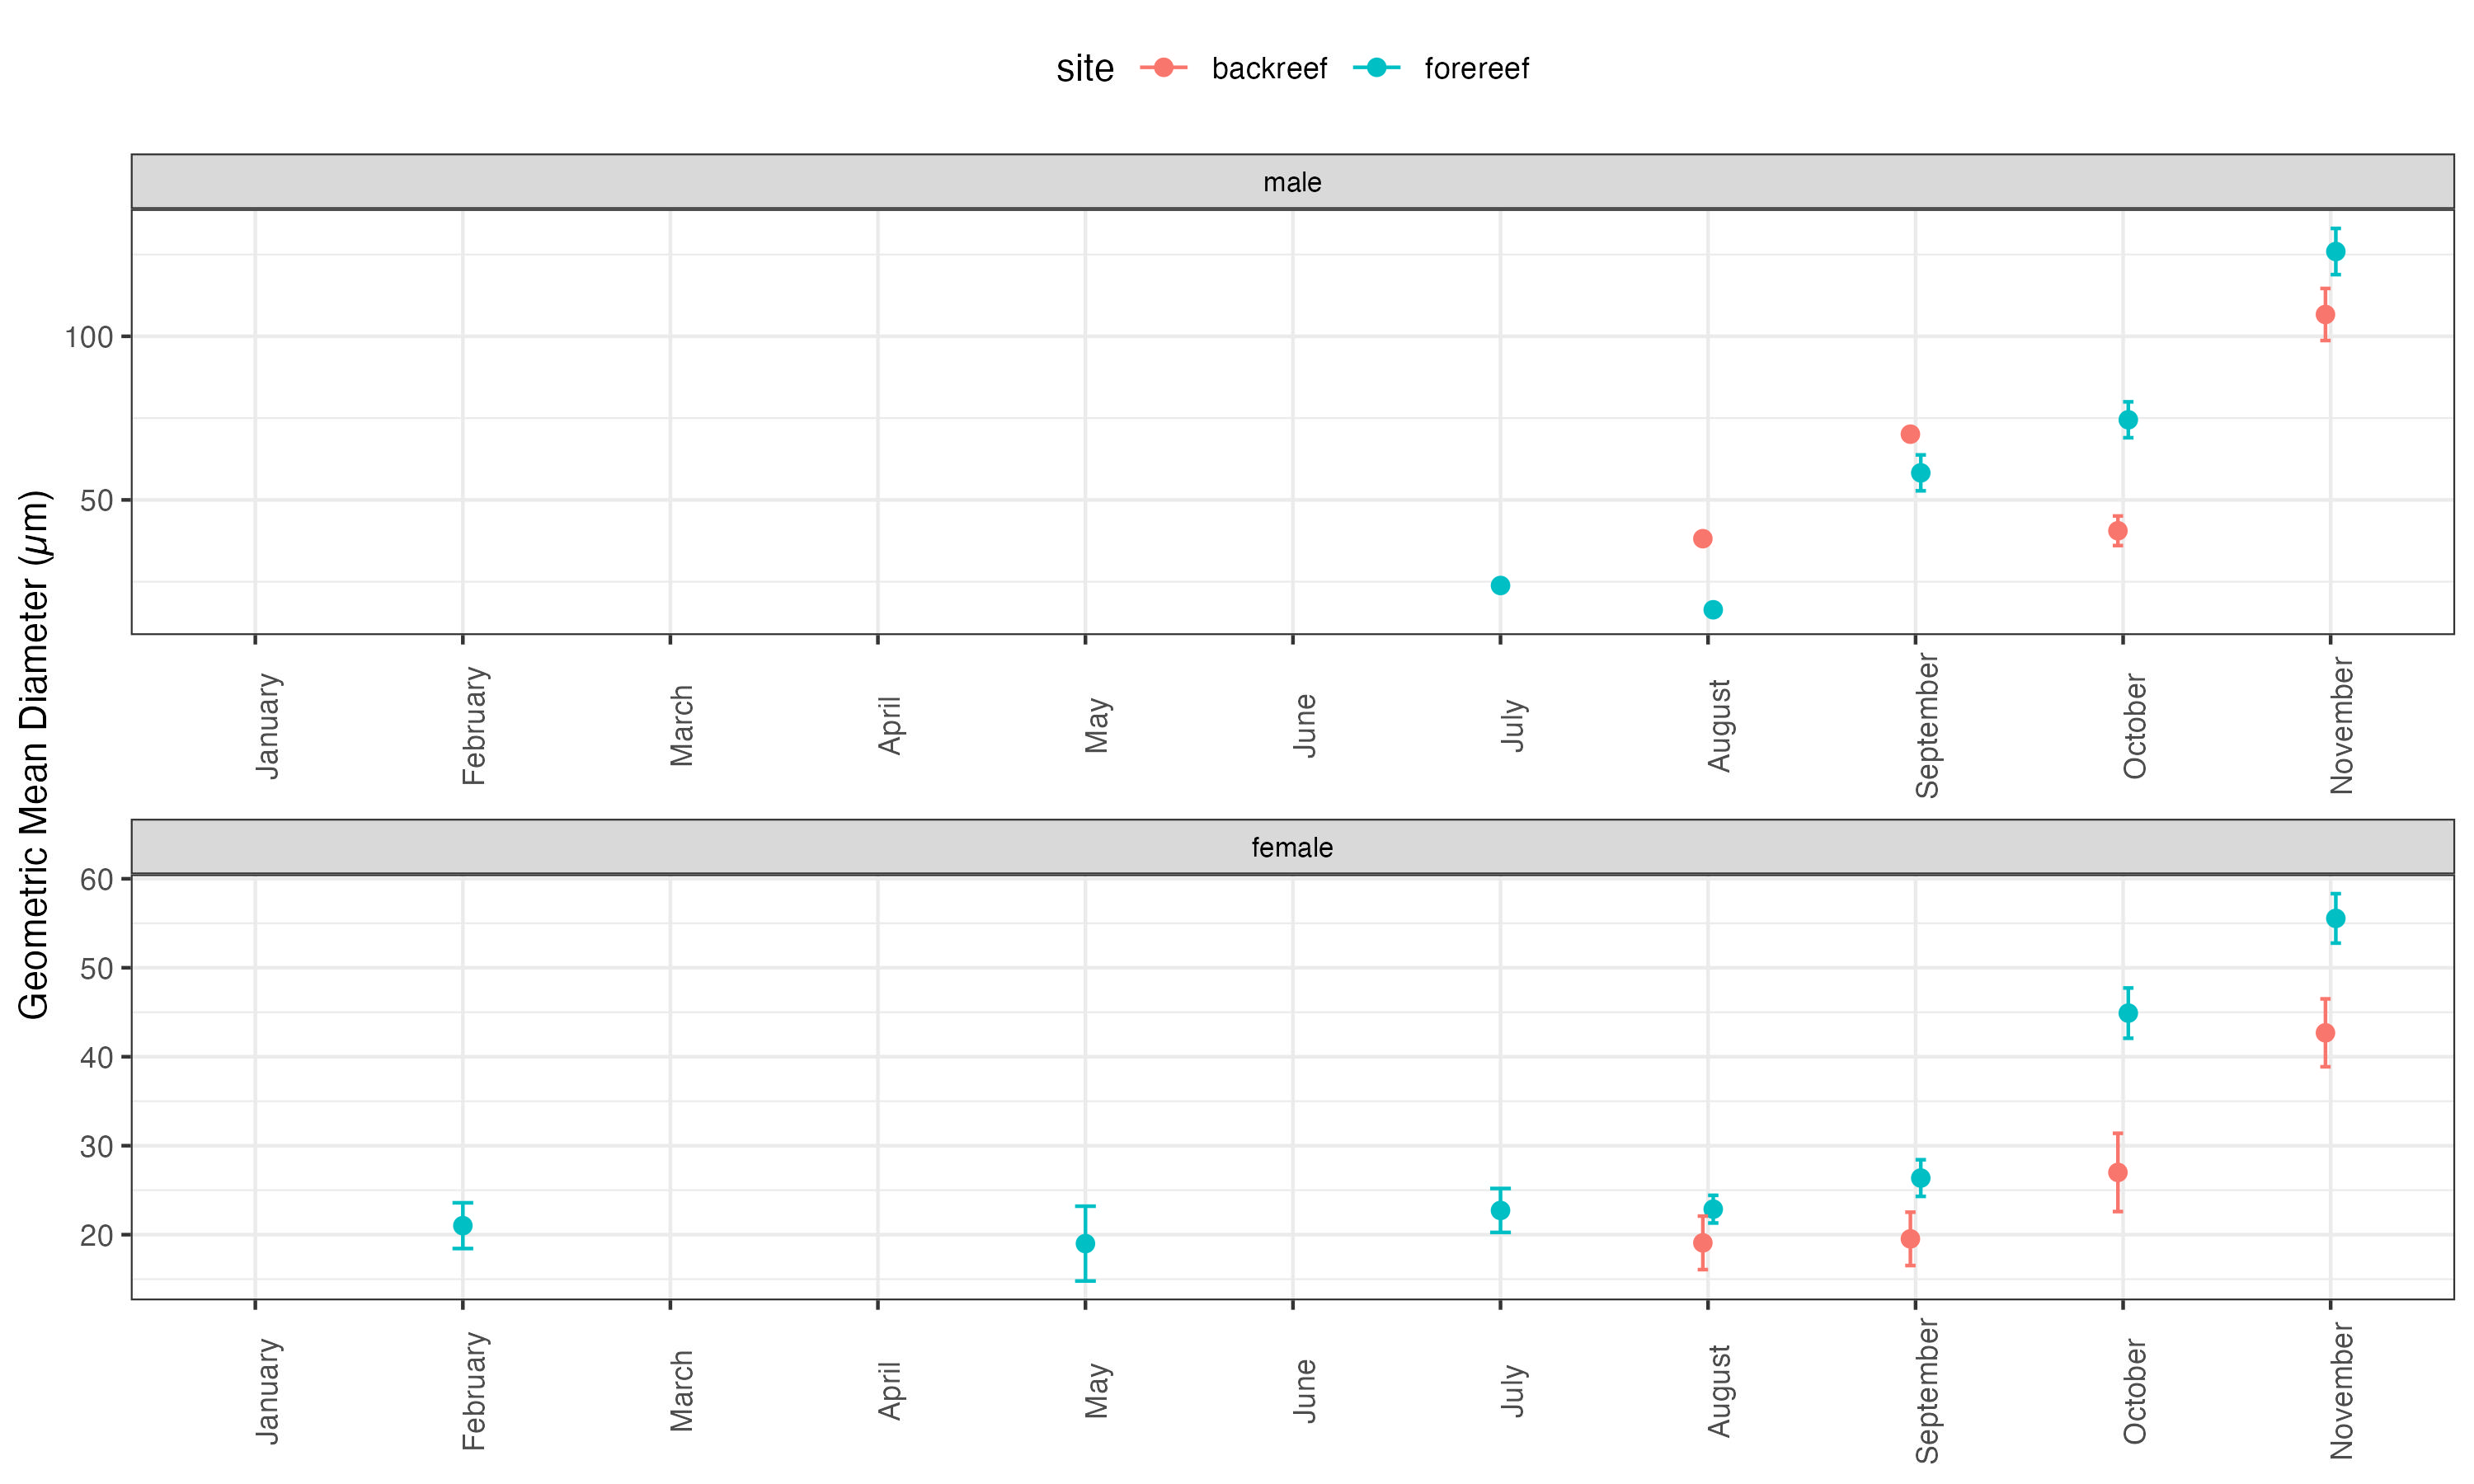 site backreef forereef
male
Geometric Mean Diameter (µm)
100
50
January February March April May June July August September October November
female
60
50
40
30
20
January February March April May June July August September October November